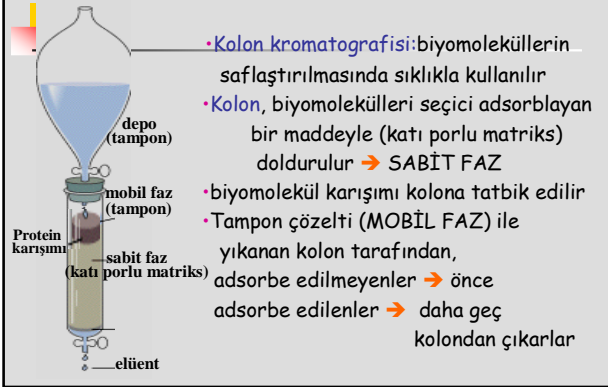 •Kolon kromatografisi:biyomoleküllerin
saflaştırılmasında sıklıkla kullanılır
•Kolon, biyomolekülleri seçici adsorblayan
bir maddeyle (katı porlu matriks)
doldurulur ➔ SABİT FAZ
•biyomolekül karışımı kolona tatbik edilir
•Tampon çözelti (MOBİL FAZ) ile
yıkanan kolon tarafından,
adsorbe edilmeyenler ➔ önce
adsorbe edilenler ➔ daha geç
kolondan çıkarlar
depo
(tampon)
mobil faz
(tampon)
Protein
karışımı
sabit faz
(katı porlu matriks)
elüent